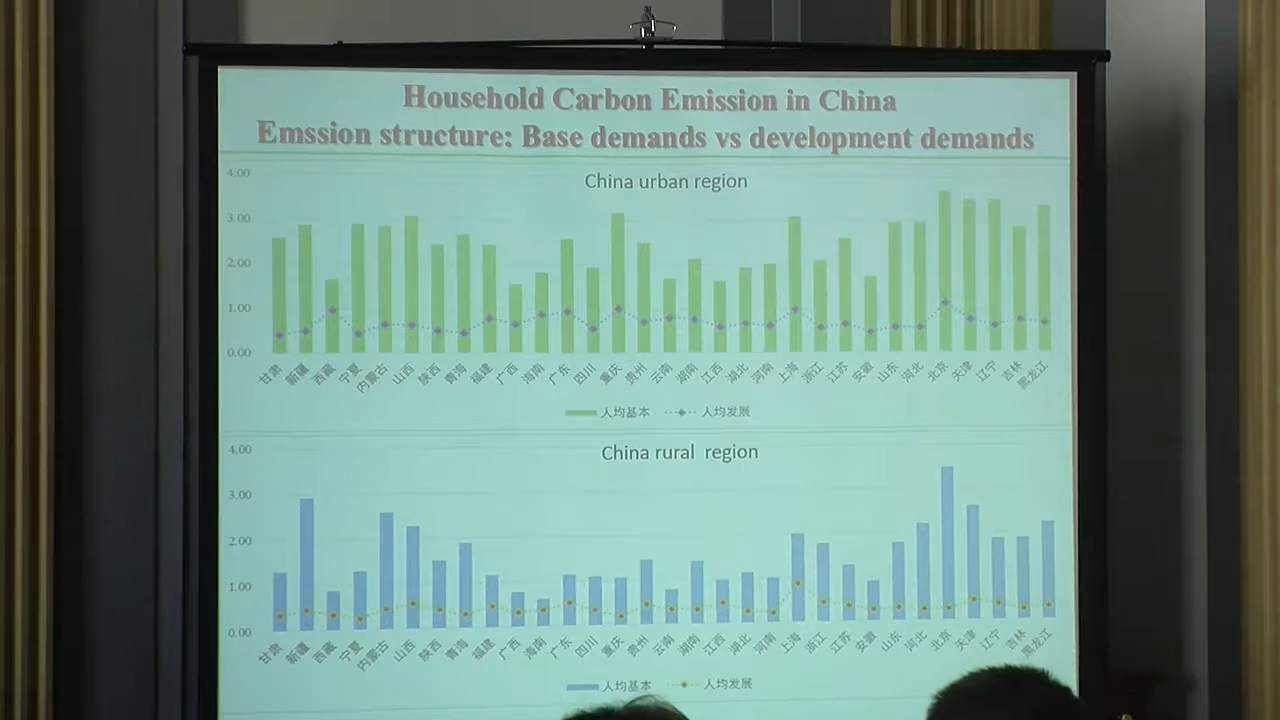 Household Carbon Emission in China
Emssion structure: Base demands vs development demands
China urban region
4.00
3.00
2.00
1.00
0.00
甘肃 新疆 西藏 宁夏 内蒙古 山西 陕西 青海 福建 广西 海南 广东 四川 重庆 贵州 云南 湖南 江西 湖北 河南 上海 浙江 江苏 安徽 山东 河北 北京 天津 辽宁 吉林 黑龙江
人均基本 人均发展
China rural region
4.00
3.00
2.00
1.00
0.00
甘肃 新疆 西藏 宁夏 内蒙古 山西 陕西 青海 福建 广西 海南 广东 四川 重庆 贵州 云南 湖南 江西 湖北 河南 上海 浙江 江苏 安徽 山东 河北 北京 天津 辽宁 吉林 黑龙江
人均基本 人均发展